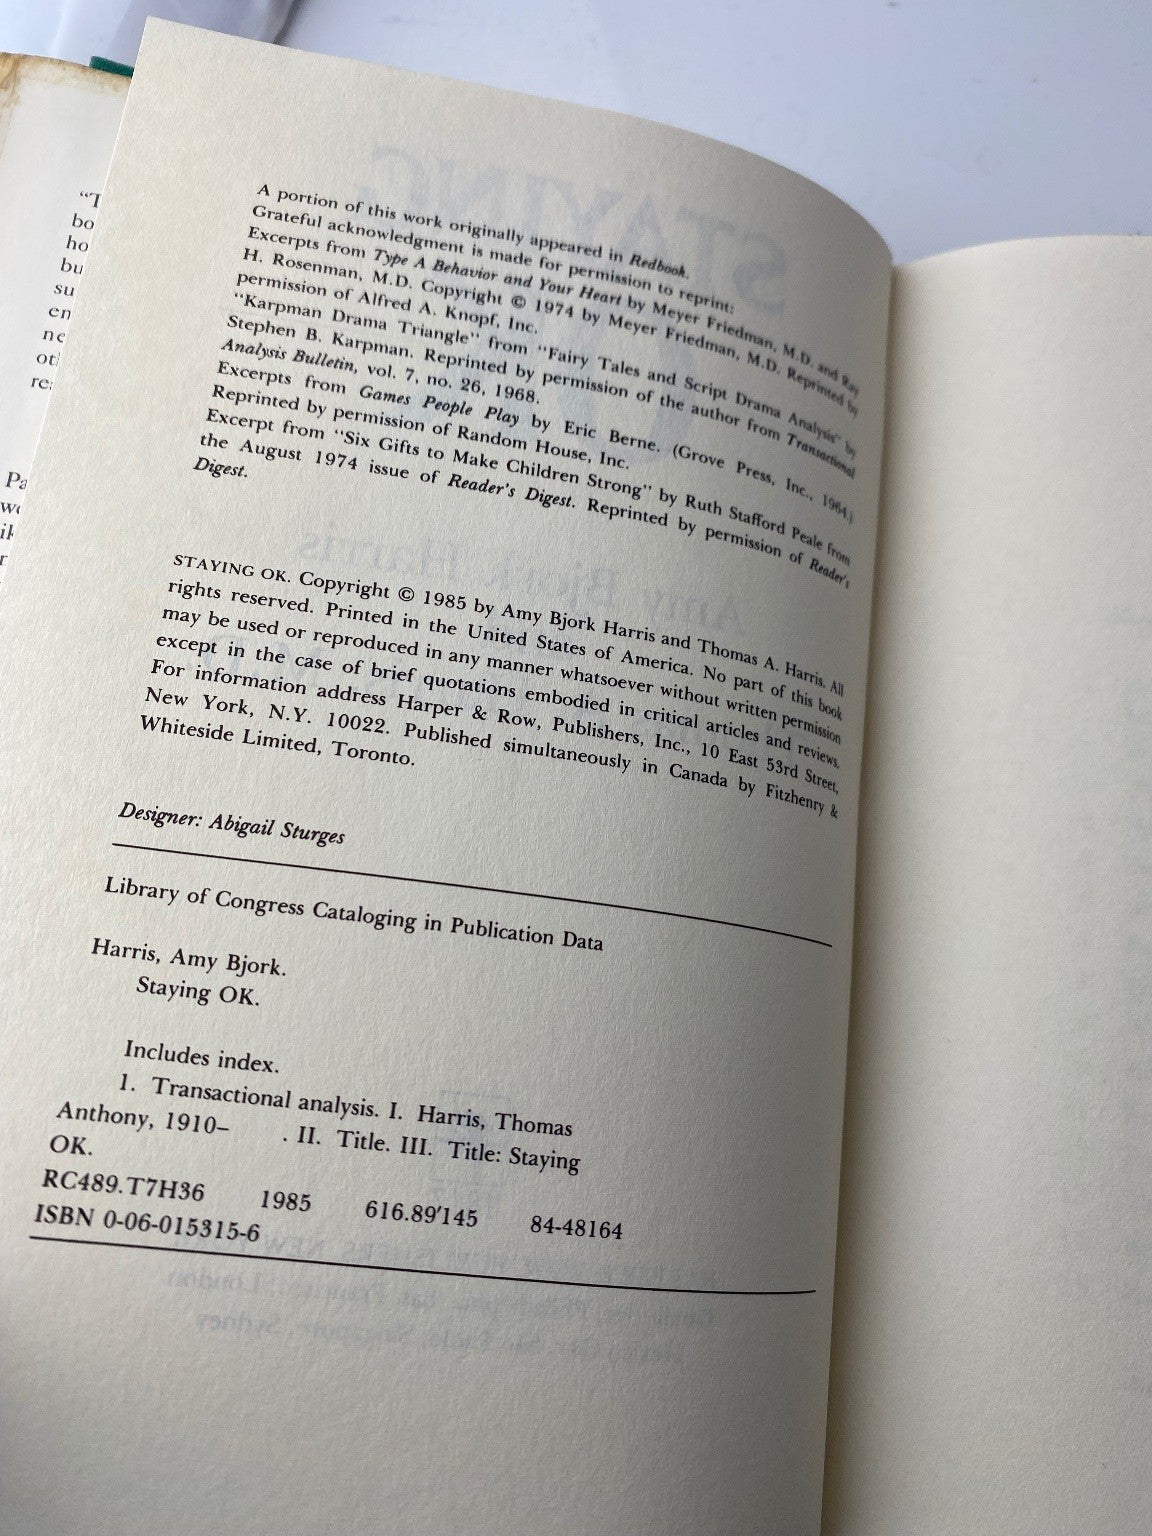 A portion of this work originally appeared in Redbook.
Grateful acknowledgment is made for permission to reprint:
Excerpts from Type A Behavior and Your Heart by Meyer Friedman, M.D. and Ray
H. Rosenman, M.D. Copyright © 1974 by Meyer Friedman, M.D. Reprinted by
permission of Alfred A. Knopf, Inc.
"Karpman Drama Triangle" from "Fairy Tales and Script Drama Analysis" by
Stephen B. Karpman. Reprinted by permission of the author from Transactional
Analysis Bulletin, vol. 7, no. 26, 1968.
Excerpts from Games People Play by Eric Berne. (Grove Press, Inc., 1964.)
Reprinted by permission of Random House, Inc.
Excerpt from "Six Gifts to Make Children Strong" by Ruth Stafford Peale from
the August 1974 issue of Reader's Digest. Reprinted by permission of Reader's
Digest.
STAYING OK. Copyright © 1985 by Amy Bjork Harris and Thomas A. Harris. All
rights reserved. Printed in the United States of America. No part of this book
may be used or reproduced in any manner whatsoever without written permission
except in the case of brief quotations embodied in critical articles and reviews.
For information address Harper & Row, Publishers, Inc., 10 East 53rd Street,
New York, N.Y. 10022. Published simultaneously in Canada by Fitzhenry &
Whiteside Limited, Toronto.
Designer: Abigail Sturges
Library of Congress Cataloging in Publication Data
Harris, Amy Bjork.
Staying OK.
Includes index.
1. Transactional analysis. I. Harris, Thomas
Anthony, 1910–     . II. Title. III. Title: Staying
OK.
RC489.T7H36     1985     616.89′145     84-48164
ISBN 0-06-015315-6